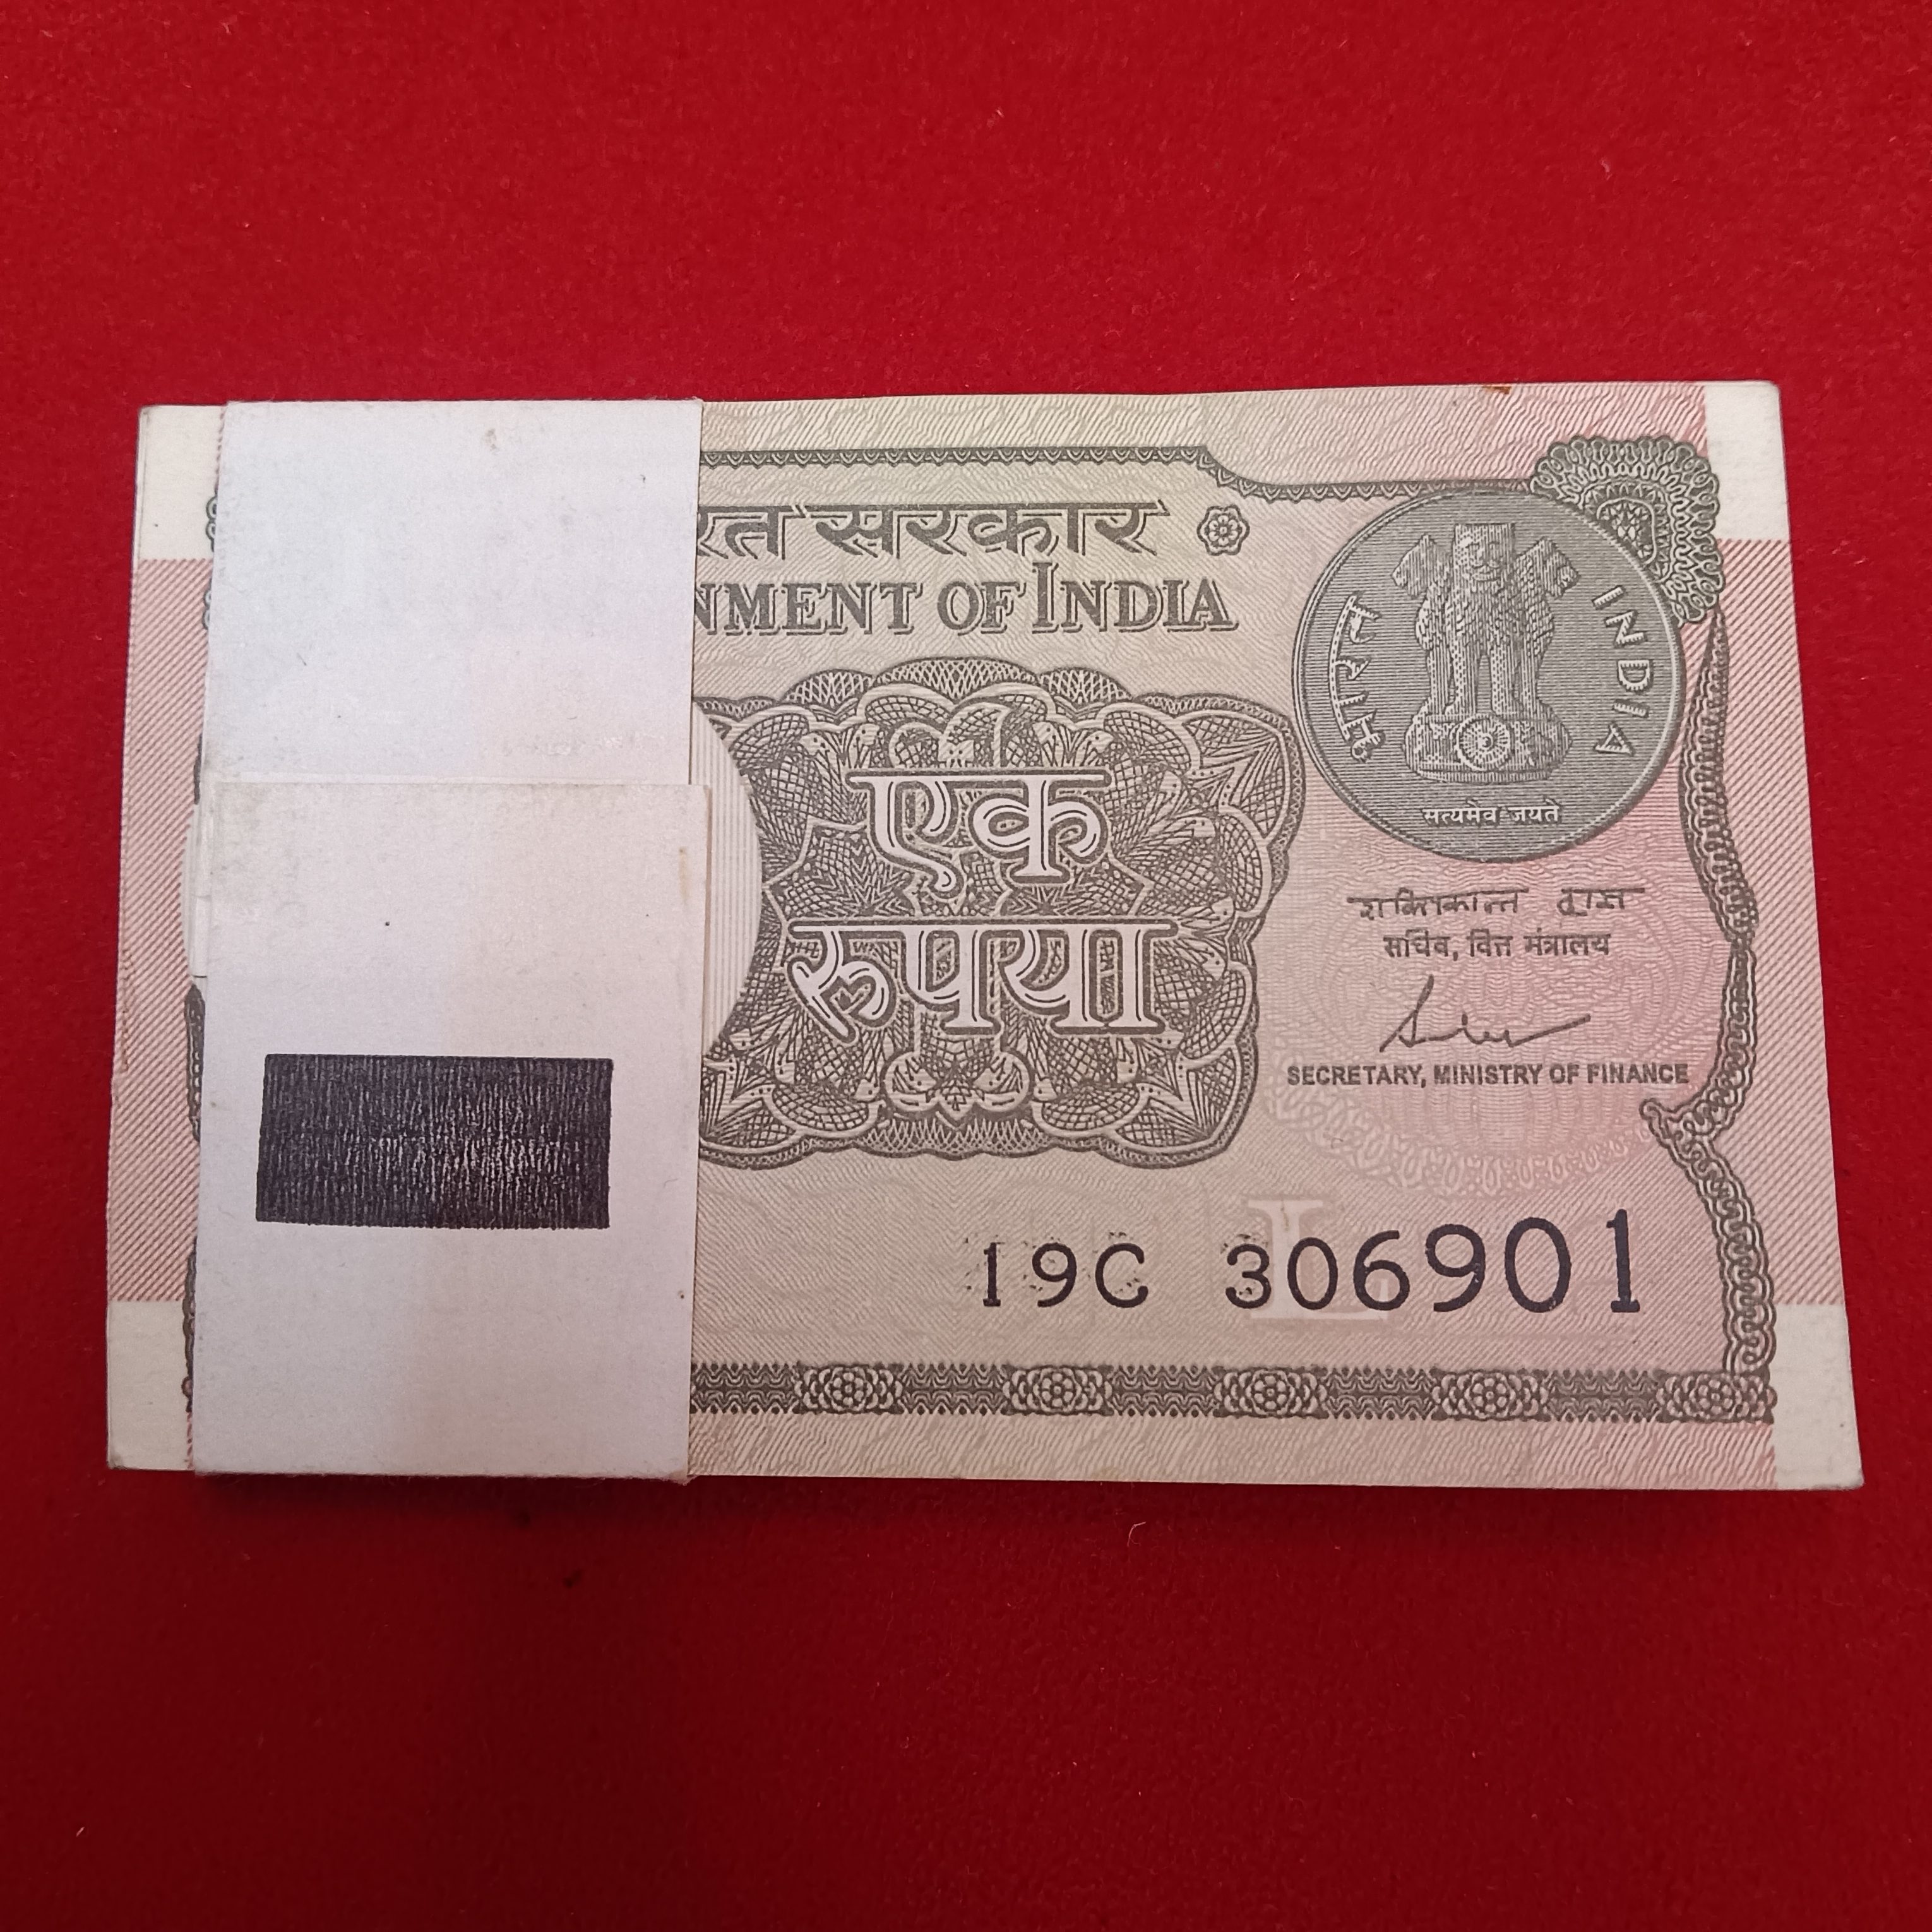 रत सरकार
NMENT OF INDIA
भारत
INDIA
सत्यमेव जयते
एक
रुपया
शक्तिकान्त दास
सचिव, वित्त मंत्रालय
SECRETARY, MINISTRY OF FINANCE
L
19C 306901